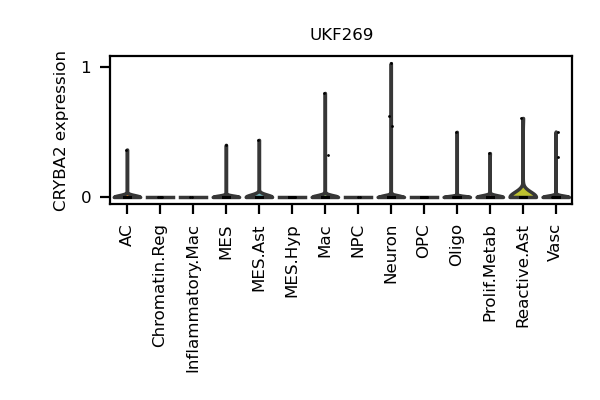 UKF269
CRYBA2 expression
1
0
AC
Chromatin.Reg
Inflammatory.Mac
MES
MES.Ast
MES.Hyp
Mac
NPC
Neuron
OPC
Oligo
Prolif.Metab
Reactive.Ast
Vasc